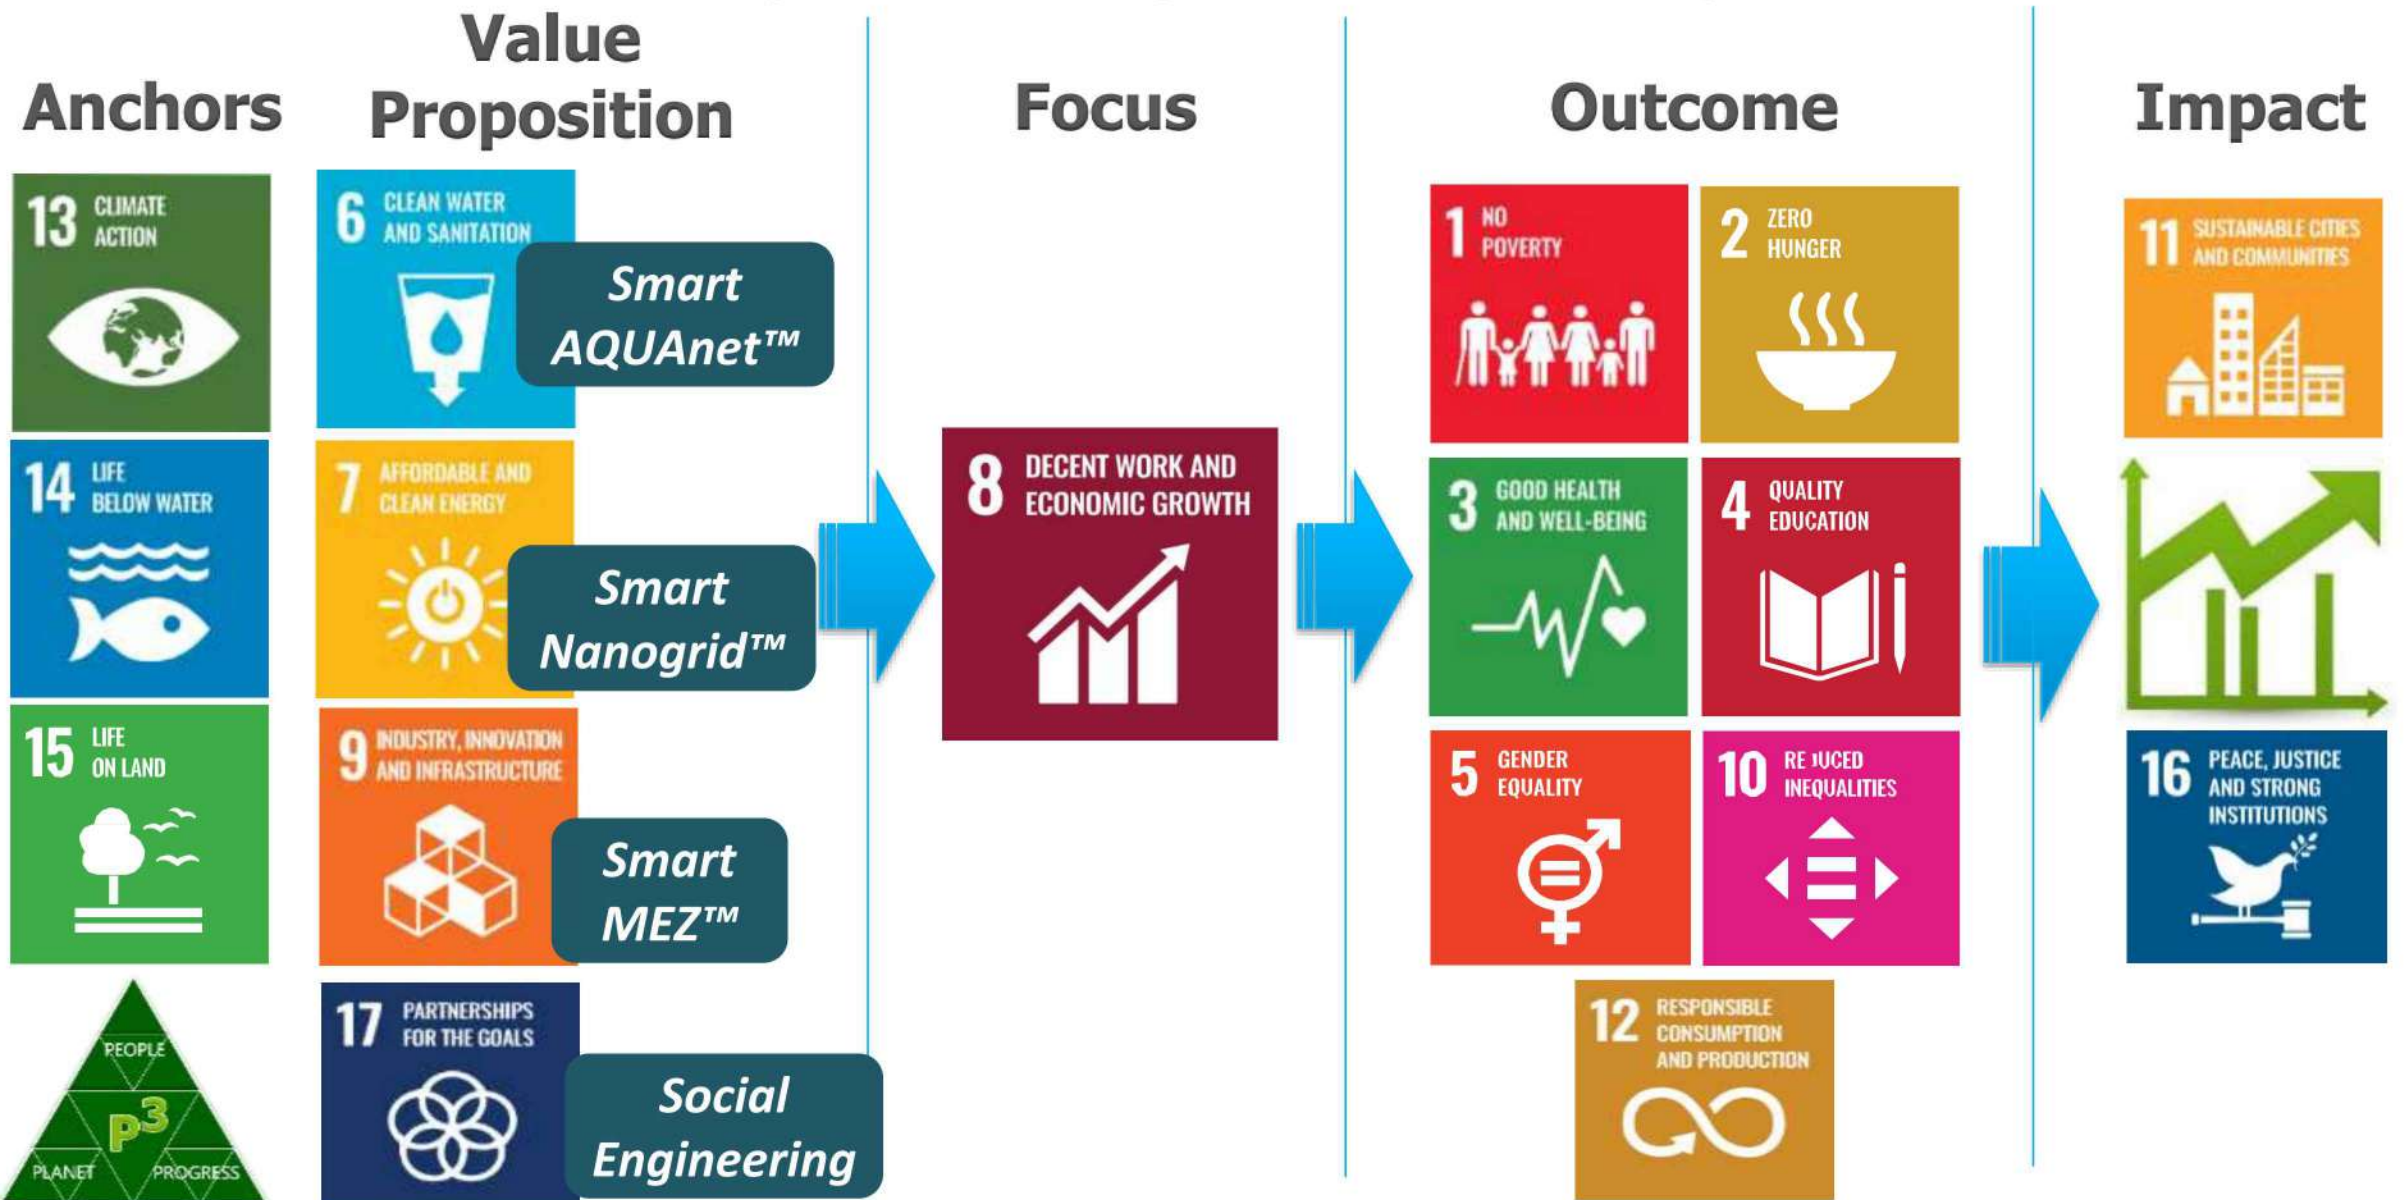 Anchors
Value
Proposition
Focus
Outcome
Impact
13 CLIMATE
ACTION
14 LIFE
BELOW WATER
15 LIFE
ON LAND
PEOPLE
P3
PLANET PROGRESS
6 CLEAN WATER
AND SANITATION
Smart
AQUAnet™
7 AFFORDABLE AND
CLEAN ENERGY
Smart
Nanogrid™
9 INDUSTRY, INNOVATION
AND INFRASTRUCTURE
Smart
MEZ™
17 PARTNERSHIPS
FOR THE GOALS
Social
Engineering
8 DECENT WORK AND
ECONOMIC GROWTH
1 NO
POVERTY
2 ZERO
HUNGER
3 GOOD HEALTH
AND WELL-BEING
4 QUALITY
EDUCATION
5 GENDER
EQUALITY
10 REDUCED
INEQUALITIES
12 RESPONSIBLE
CONSUMPTION
AND PRODUCTION
11 SUSTAINABLE CITIES
AND COMMUNITIES
16 PEACE, JUSTICE
AND STRONG
INSTITUTIONS